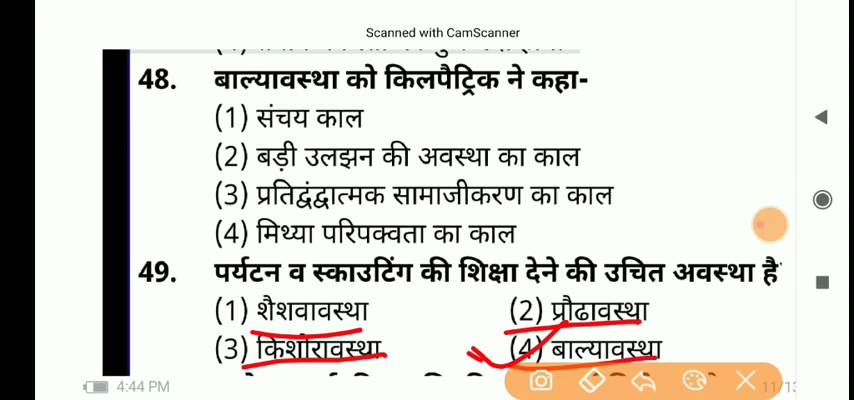 Scanned with CamScanner
48. बाल्यावस्था को किलपैट्रिक ने कहा-
(1) संचय काल
(2) बड़ी उलझन की अवस्था का काल
(3) प्रतिद्वंद्वात्मक सामाजीकरण का काल
(4) मिथ्या परिपक्वता का काल
49. पर्यटन व स्काउटिंग की शिक्षा देने की उचित अवस्था है
(1) शैशवावस्था (2) प्रौढावस्था
(3) किशोरावस्था (4) बाल्यावस्था
4:44 PM 11/13